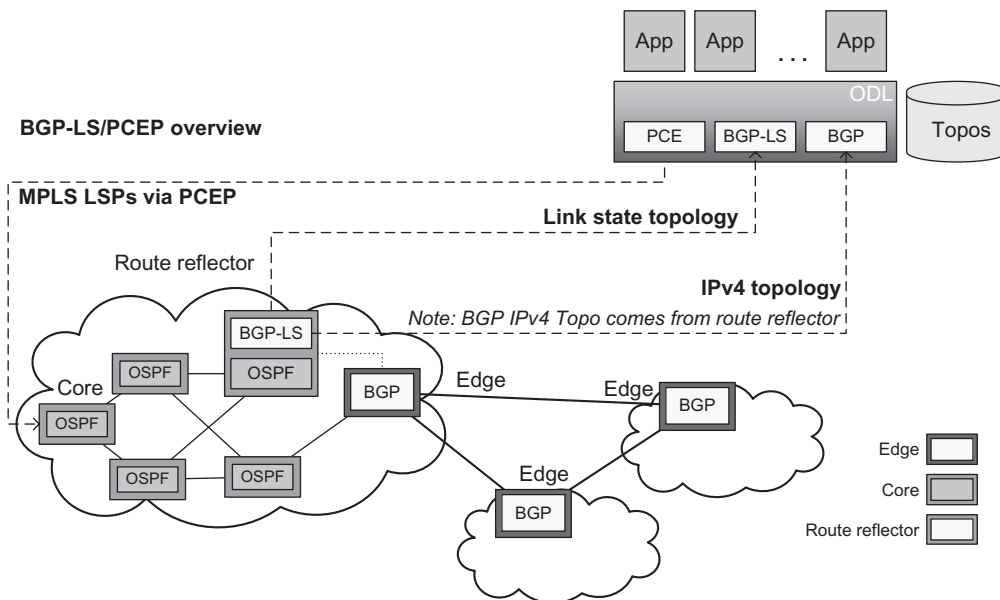 App
App
. . .
App
ODL
PCE
BGP-LS
BGP
Topos
BGP-LS/PCEP overview
MPLS LSPs via PCEP
Link state topology
Route reflector
IPv4 topology
Note: BGP IPv4 Topo comes from route reflector
BGP-LS
OSPF
OSPF
Core
OSPF
OSPF
OSPF
BGP
Edge
Edge
BGP
Edge
BGP
Edge
Core
Route reflector